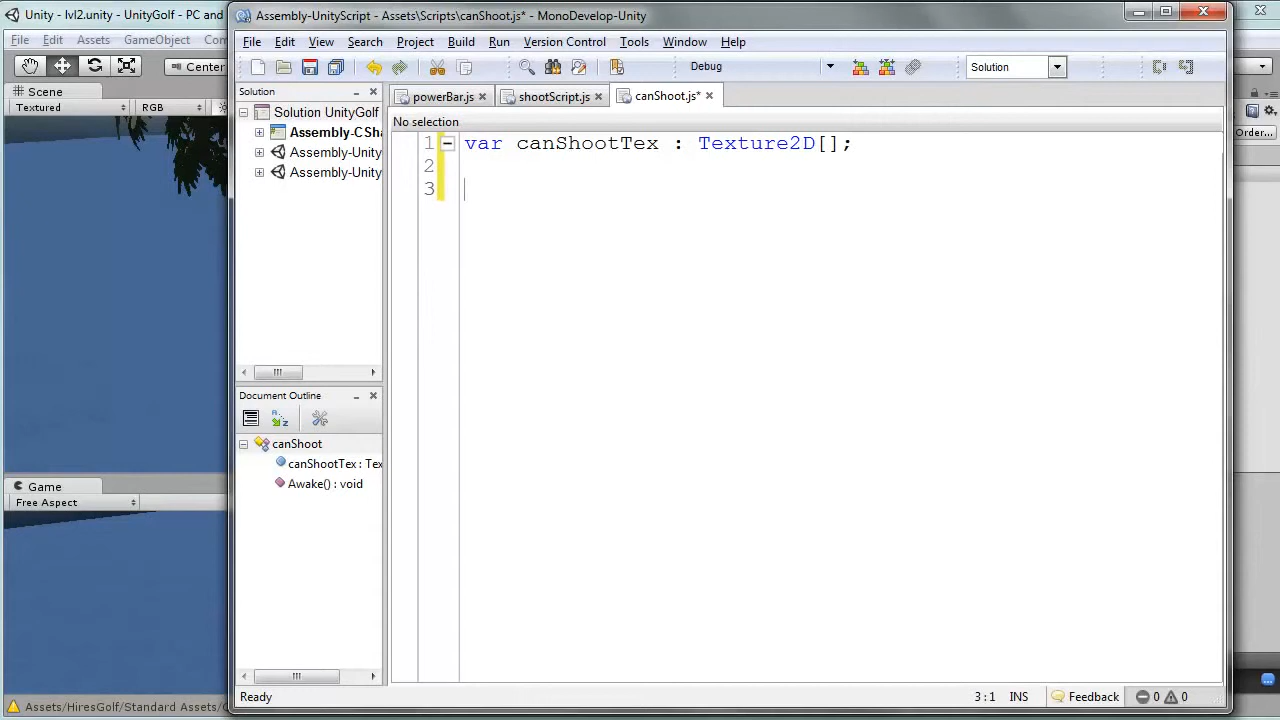 Unity - lvl2.unity - UnityGolf - PC and
File Edit Assets GameObject
Center
Scene
Textured RGB
Game
Free Aspect
Assets/HiresGolf/Standard Assets/
Assembly-UnityScript - Assets\Scripts\canShoot.js* - MonoDevelop-Unity
File Edit View Search Project Build Run Version Control Tools Window Help
Debug Solution
Solution
Solution UnityGolf
Assembly-CSha
Assembly-Unity
Assembly-Unity
Document Outline
canShoot
canShootTex : Tex
Awake() : void
powerBar.js shootScript.js canShoot.js*
No selection
1 var canShootTex : Texture2D[];
2
3
Ready 3 : 1 INS Feedback 0 0
Order...